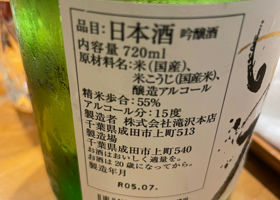 品目:日本酒 吟醸酒
内容量720ml
原材料名:米(国産)、
米こうじ(国産米)、
醸造アルコール
精米歩合:55%
アルコール分:15度
製造者 株式会社滝沢本店
千葉県成田市上町513
製造場
千葉県成田市上町540
お酒はおいしく適量を。
お酒は20歳になってから。
製造年月
R05.07.